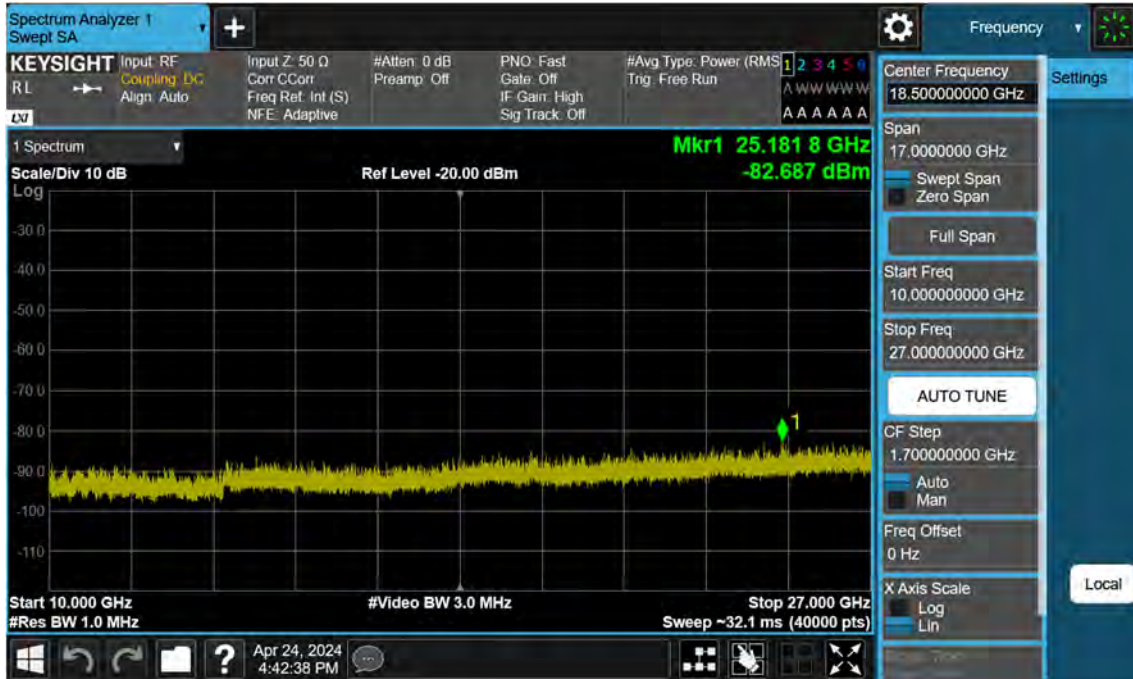 Spectrum Analyzer 1
Swept SA
Frequency
KEYSIGHT
RL
LXI
Input: RF
Coupling: DC
Align: Auto
Input Z: 50 Ω
Corr CCorr
Freq Ref: Int (S)
NFE: Adaptive
#Atten: 0 dB
Preamp: Off
PNO: Fast
Gate: Off
IF Gain: High
Sig Track: Off
#Avg Type: Power (RMS
Trig: Free Run
1 2 3 4 5 6
A W W W W W
A A A A A A
1 Spectrum
Scale/Div 10 dB
Ref Level -20.00 dBm
Mkr1 25.181 8 GHz
-82.687 dBm
Log
-30.0
-40.0
-50.0
-60.0
-70.0
-80.0
-90.0
-100
-110
1
Start 10.000 GHz
#Video BW 3.0 MHz
Stop 27.000 GHz
#Res BW 1.0 MHz
Sweep ~32.1 ms (40000 pts)
Center Frequency
18.500000000 GHz
Settings
Span
17.0000000 GHz
Swept Span
Zero Span
Full Span
Start Freq
10.000000000 GHz
Stop Freq
27.000000000 GHz
AUTO TUNE
CF Step
1.700000000 GHz
Auto
Man
Freq Offset
0 Hz
X Axis Scale
Log
Lin
Local
?
Apr 24, 2024
4:42:38 PM